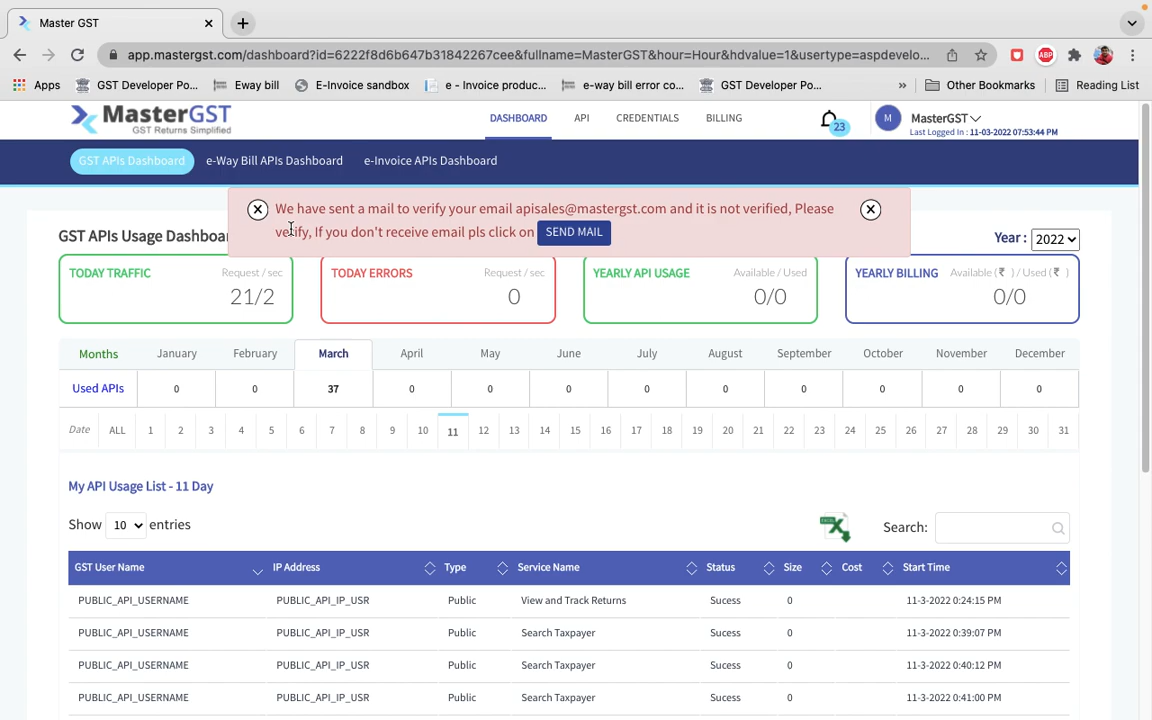 Master GST
app.mastergst.com/dashboard?id=6222f8d6b647b31842267cee&fullname=MasterGST&hour=Hour&hdvalue=1&usertype=aspdevelo...
ABP
Apps GST Developer Po... Eway bill E-Invoice sandbox e - Invoice produc... e-way bill error co... GST Developer Po... » Other Bookmarks Reading List
MasterGST
GST Returns Simplified
DASHBOARD API CREDENTIALS BILLING 23 M MasterGST
Last Logged In : 11-03-2022 07:53:44 PM
GST APIs Dashboard e-Way Bill APIs Dashboard e-Invoice APIs Dashboard
We have sent a mail to verify your email apisales@mastergst.com and it is not verified, Please
verify, If you don't receive email pls click on SEND MAIL
GST APIs Usage Dashboar Year : 2022
TODAY TRAFFIC Request / sec TODAY ERRORS Request / sec YEARLY API USAGE Available / Used YEARLY BILLING Available (₹ ) / Used (₹ )
21/2 0 0/0 0/0
Months January February March April May June July August September October November December
Used APIs 0 0 37 0 0 0 0 0 0 0 0 0
Date ALL 1 2 3 4 5 6 7 8 9 10 11 12 13 14 15 16 17 18 19 20 21 22 23 24 25 26 27 28 29 30 31
My API Usage List - 11 Day
Show 10 entries Search:
GST User Name IP Address Type Service Name Status Size Cost Start Time
PUBLIC_API_USERNAME PUBLIC_API_IP_USR Public View and Track Returns Sucess 0 11-3-2022 0:24:15 PM
PUBLIC_API_USERNAME PUBLIC_API_IP_USR Public Search Taxpayer Sucess 0 11-3-2022 0:39:07 PM
PUBLIC_API_USERNAME PUBLIC_API_IP_USR Public Search Taxpayer Sucess 0 11-3-2022 0:40:12 PM
PUBLIC_API_USERNAME PUBLIC_API_IP_USR Public Search Taxpayer Sucess 0 11-3-2022 0:41:00 PM